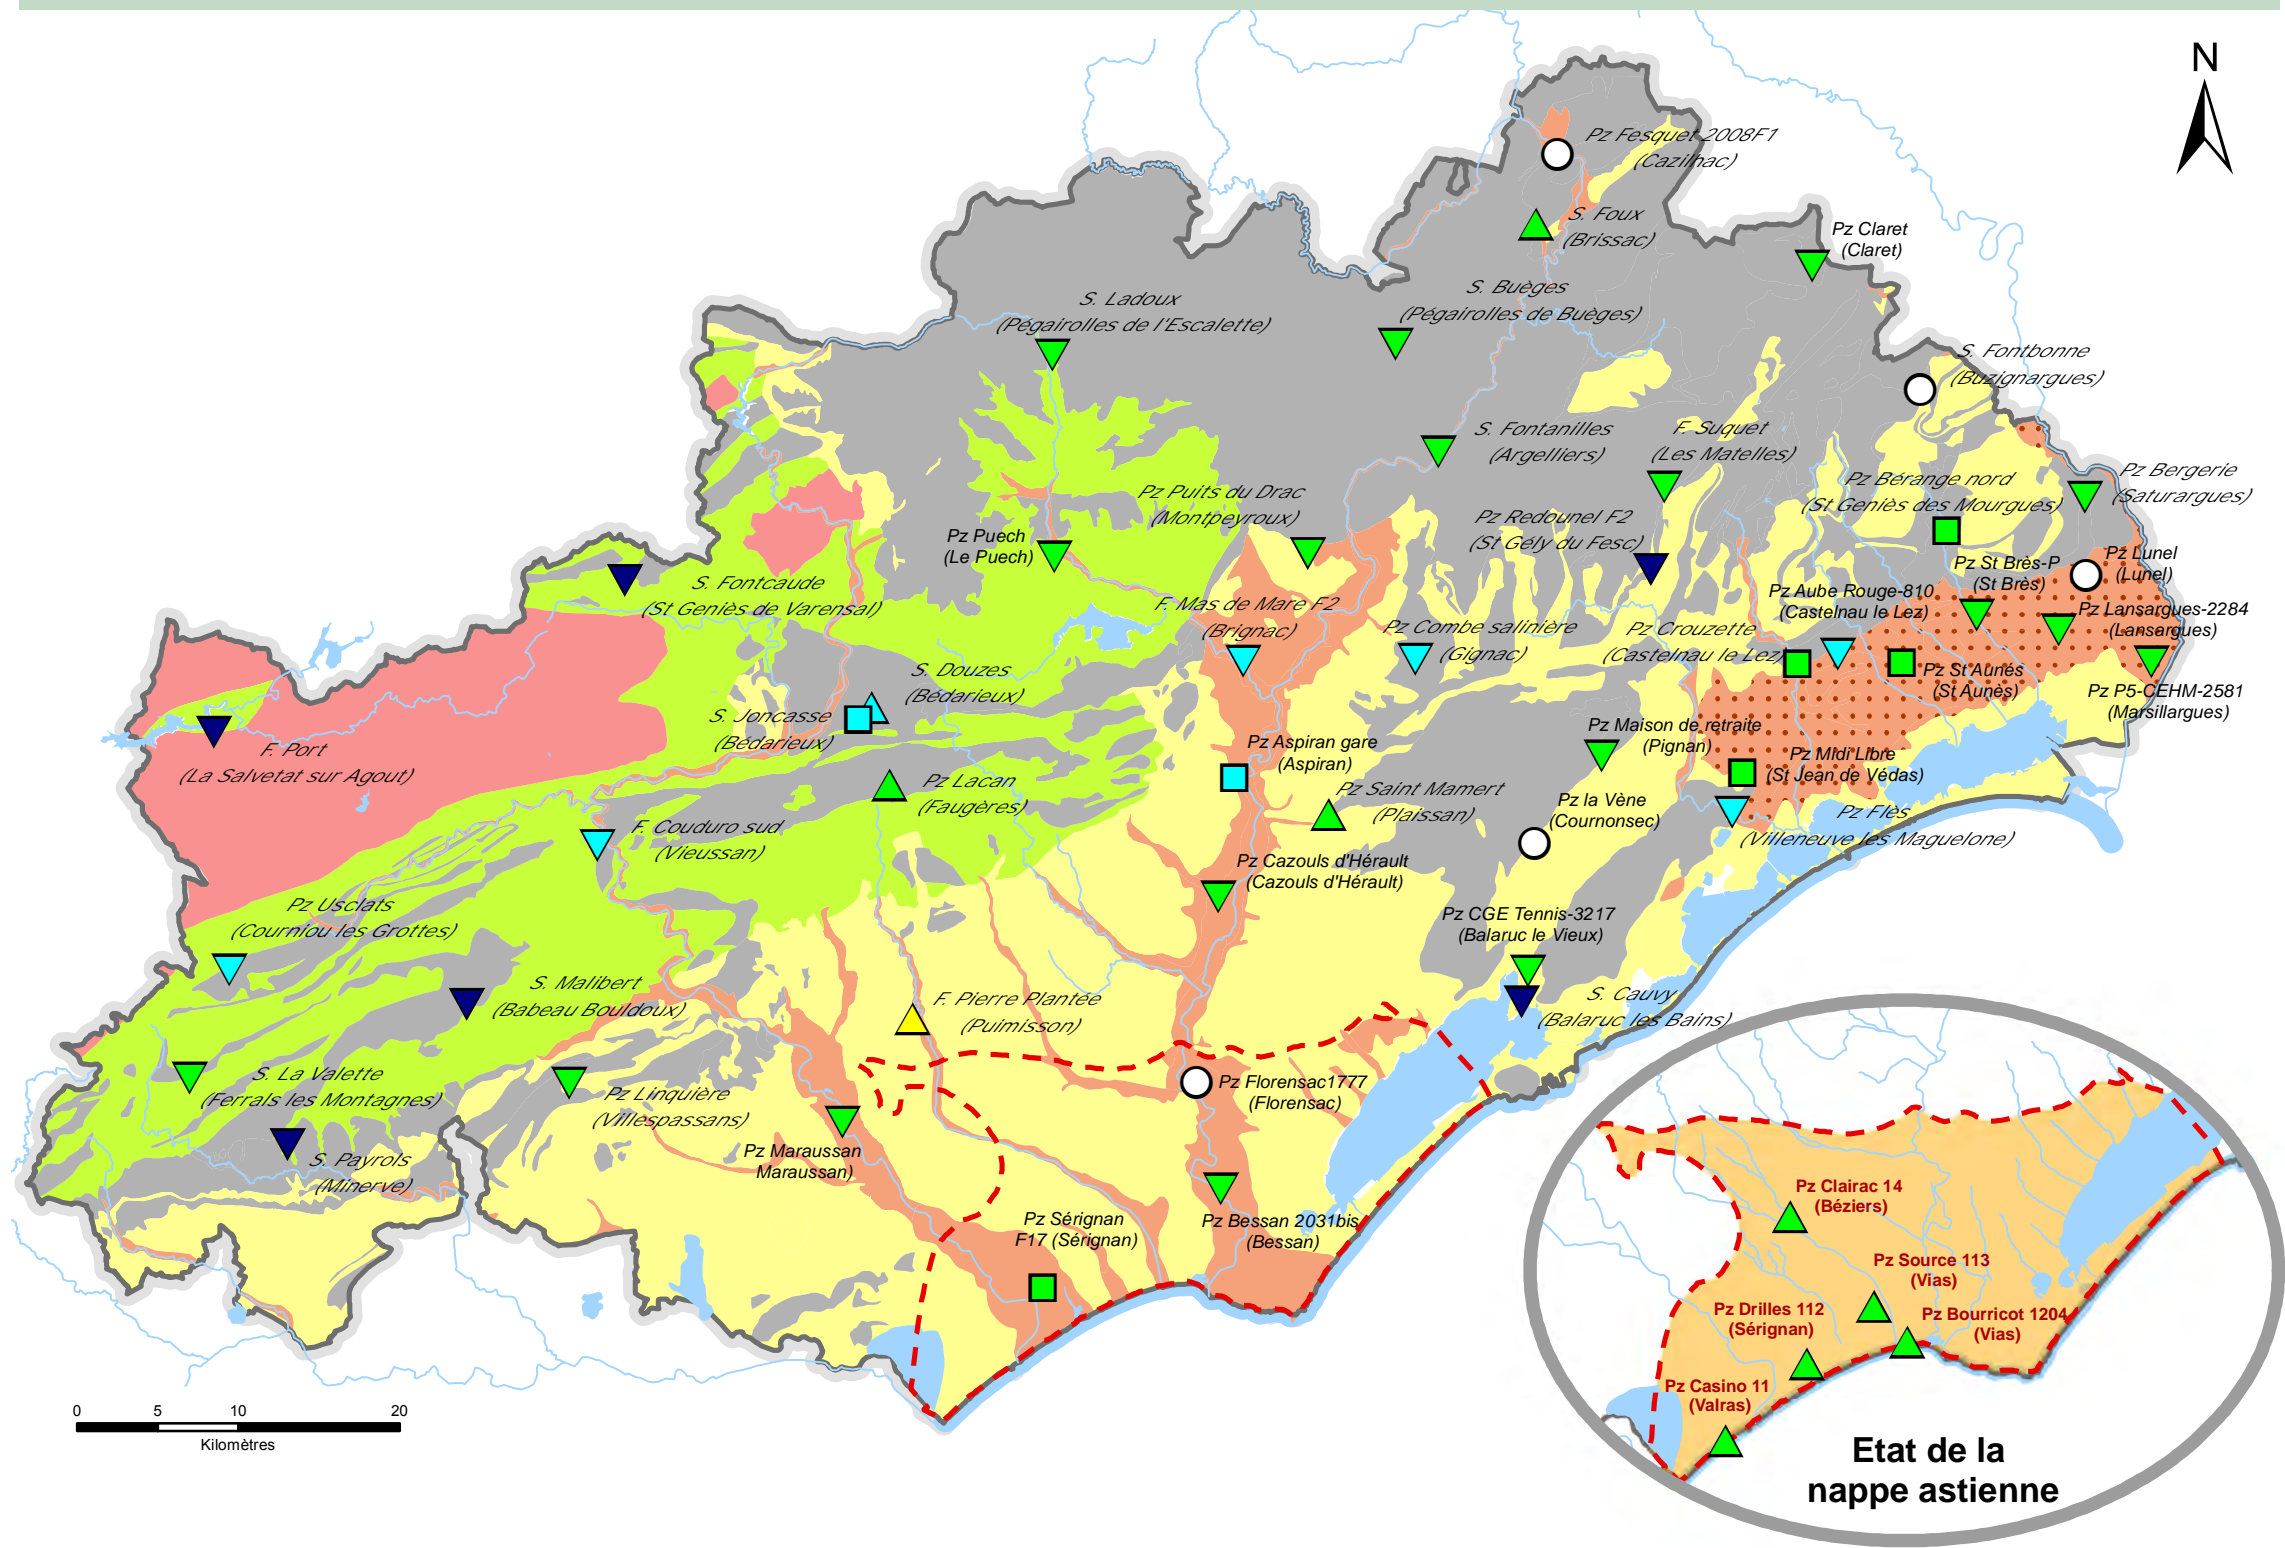 N
Pz Fesquet 2008F1
(Cazilhac)
S. Foux
(Brissac)
Pz Claret
(Claret)
S. Buèges
(Pégairolles de Buèges)
S. Ladoux
(Pégairolles de l'Escalette)
S. Fontbonne
(Buzignargues)
S. Fontanilles
(Argelliers)
F. Suquet
(Les Matelles)
Pz Bergerie
(Saturargues)
Pz Bérange nord
(St Geniès des Mourgues)
Pz Puits du Drac
(Montpeyroux)
Pz Redounel F2
(St Gély du Fesc)
Pz Puech
(Le Puech)
Pz Lunel
(Lunel)
Pz St Brès-P
(St Brès)
S. Fontcaude
(St Geniès de Varensal)
Pz Aube Rouge-810
(Castelnau le Lez)
F. Mas de Mare F2
(Brignac)
Pz Lansargues-2284
(Lansargues)
Pz Combe salinière
(Gignac)
Pz Crouzette
(Castelnau le Lez)
S. Douzes
(Bédarieux)
Pz St Aunés
(St Aunès)
Pz P5-CEHM-2581
(Marsillargues)
S. Joncasse
(Bédarieux)
Pz Maison de retraite
(Pignan)
F. Port
(La Salvetat sur Agout)
Pz Aspiran gare
(Aspiran)
Pz Midi Libre
(St Jean de Védas)
Pz Lacan
(Faugères)
Pz Saint Mamert
(Plaissan)
Pz la Vène
(Cournonsec)
Pz Flès
(Villeneuve les Maguelone)
F. Couduro sud
(Vieussan)
Pz Cazouls d'Hérault
(Cazouls d'Hérault)
Pz Usclats
(Courniou les Grottes)
Pz CGE Tennis-3217
(Balaruc le Vieux)
S. Malibert
(Babeau Bouldoux)
F. Pierre Plantée
(Puimisson)
S. Cauvy
(Balaruc les Bains)
S. La Valette
(Ferrals les Montagnes)
Pz Linquière
(Villespassans)
Pz Florensac1777
(Florensac)
Pz Maraussan
Maraussan)
S. Payrols
(Minerve)
Pz Sérignan
F17 (Sérignan)
Pz Bessan 2031bis
(Bessan)
Pz Clairac 14
(Béziers)
Pz Source 113
(Vias)
Pz Drilles 112
(Sérignan)
Pz Bourricot 1204
(Vias)
Pz Casino 11
(Valras)
Etat de la
nappe astienne
0 5 10 20
Kilomètres